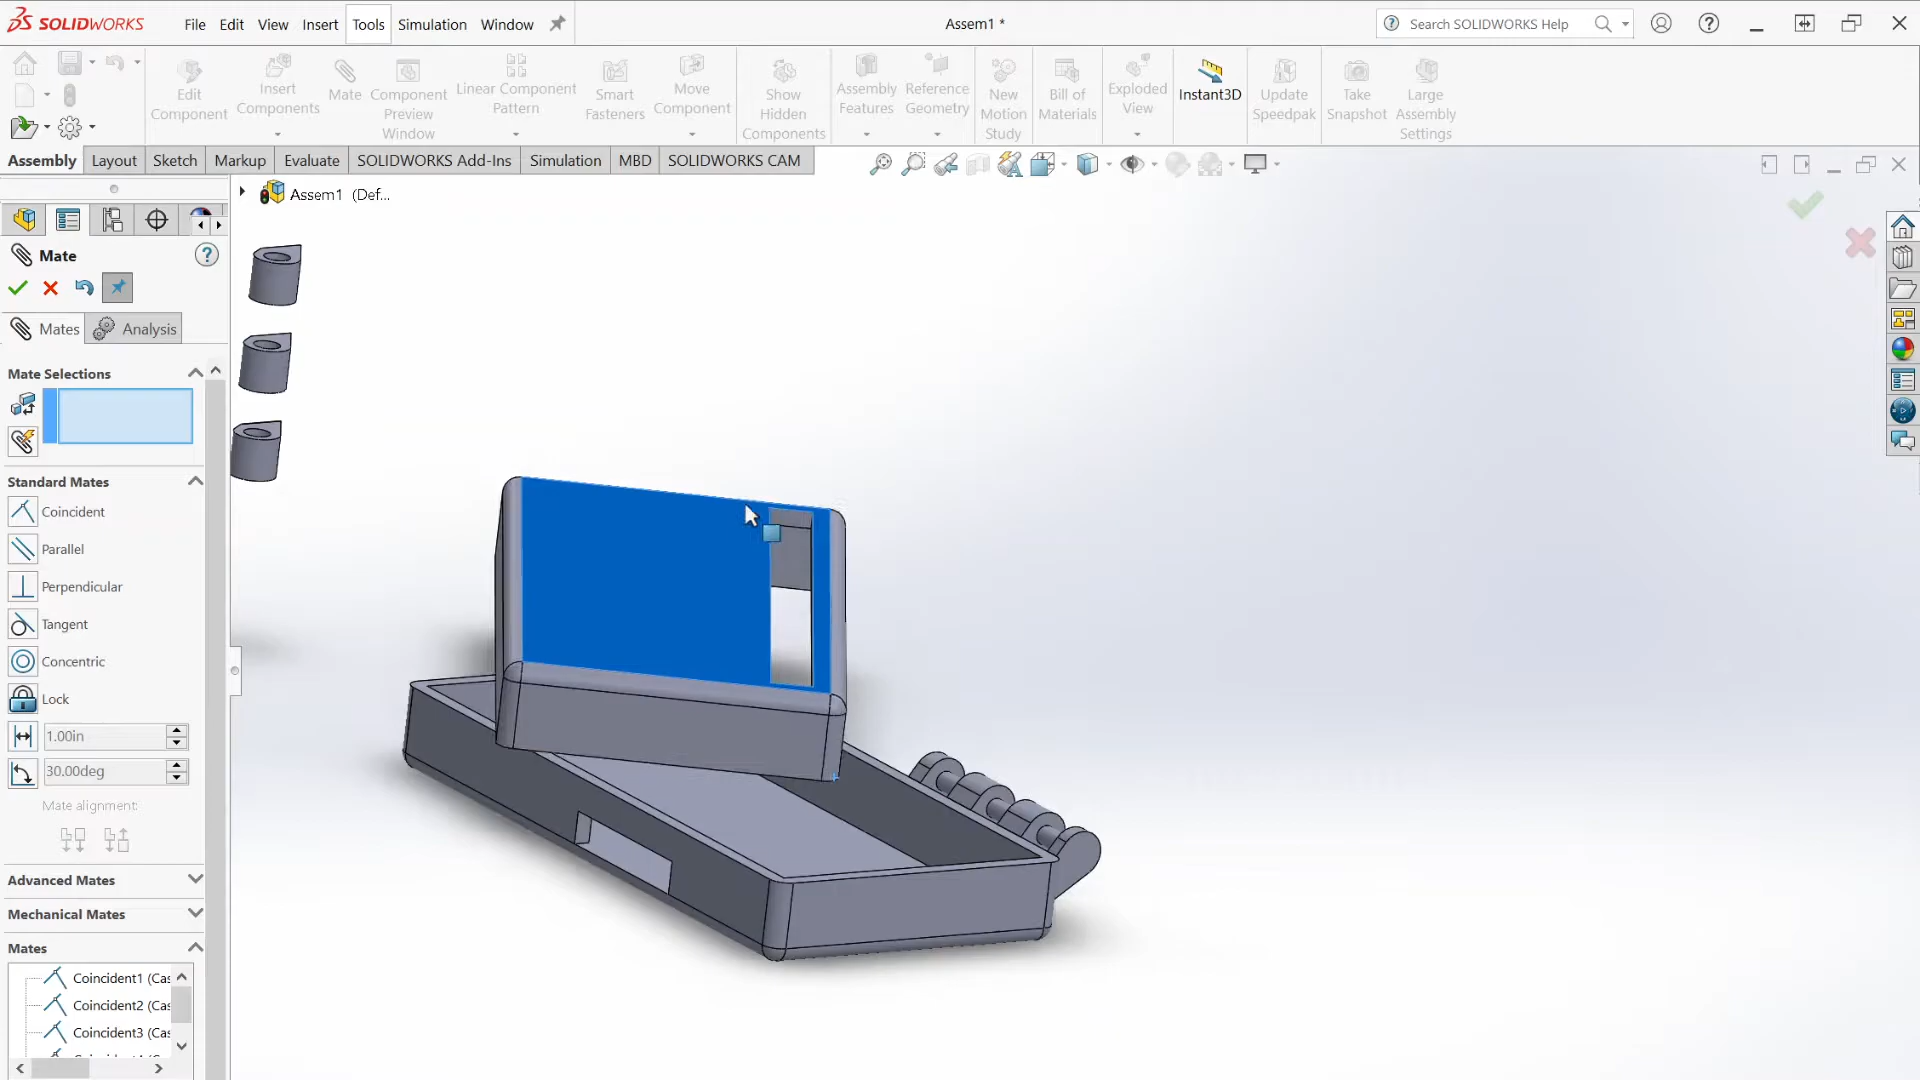 SOLIDWORKS File Edit View Insert Tools Simulation Window Assem1 * Search SOLIDWORKS Help
Edit Component
Insert Components
Mate
Component Preview Window
Linear Component Pattern
Smart Fasteners
Move Component
Show Hidden Components
Assembly Features
Reference Geometry
New Motion Study
Bill of Materials
Exploded View
Instant3D
Update Speedpak
Take Snapshot
Large Assembly Settings
Assembly Layout Sketch Markup Evaluate SOLIDWORKS Add-Ins Simulation MBD SOLIDWORKS CAM
Assem1 (Def...
Mate
Mates Analysis
Mate Selections
Standard Mates
Coincident
Parallel
Perpendicular
Tangent
Concentric
Lock
1.00in
30.00deg
Mate alignment:
Advanced Mates
Mechanical Mates
Mates
Coincident1 (Cas
Coincident2 (Cas
Coincident3 (Cas